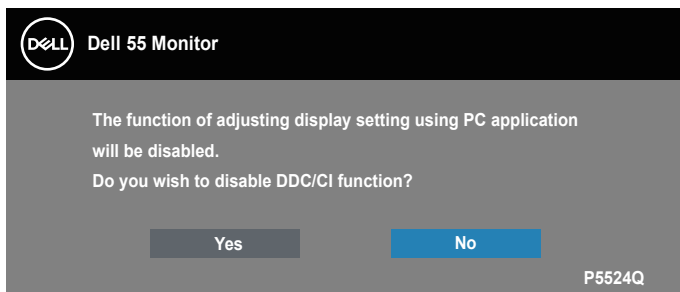 DELL
Dell 55 Monitor
The function of adjusting display setting using PC application
will be disabled.
Do you wish to disable DDC/CI function?
Yes
No
P5524Q